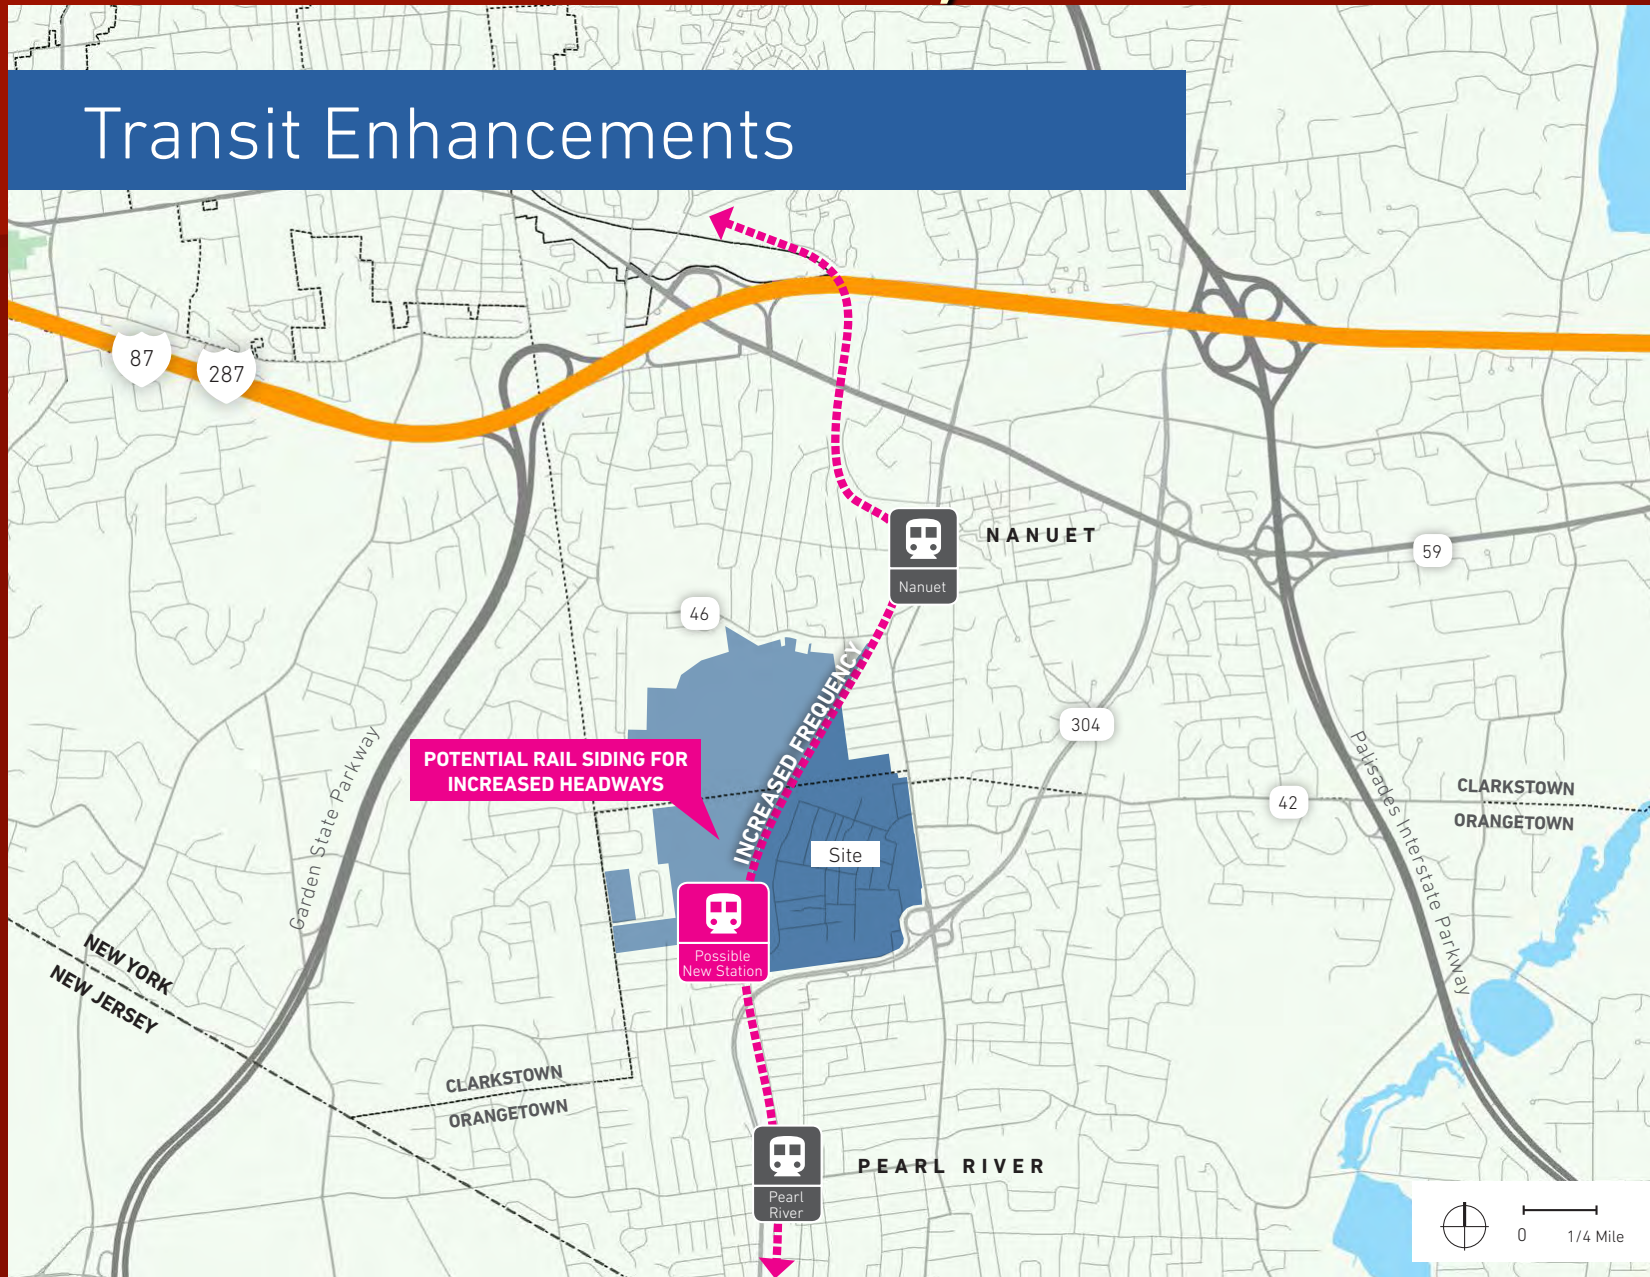 Transit Enhancements
87
287
NANUET
Nanuet
59
46
INCREASED FREQUENCY
304
POTENTIAL RAIL SIDING FOR
INCREASED HEADWAYS
Garden State Parkway
Palisades Interstate Parkway
CLARKSTOWN
ORANGETOWN
42
Site
Possible
New Station
NEW YORK
NEW JERSEY
CLARKSTOWN
ORANGETOWN
PEARL RIVER
Pearl
River
0 1/4 Mile